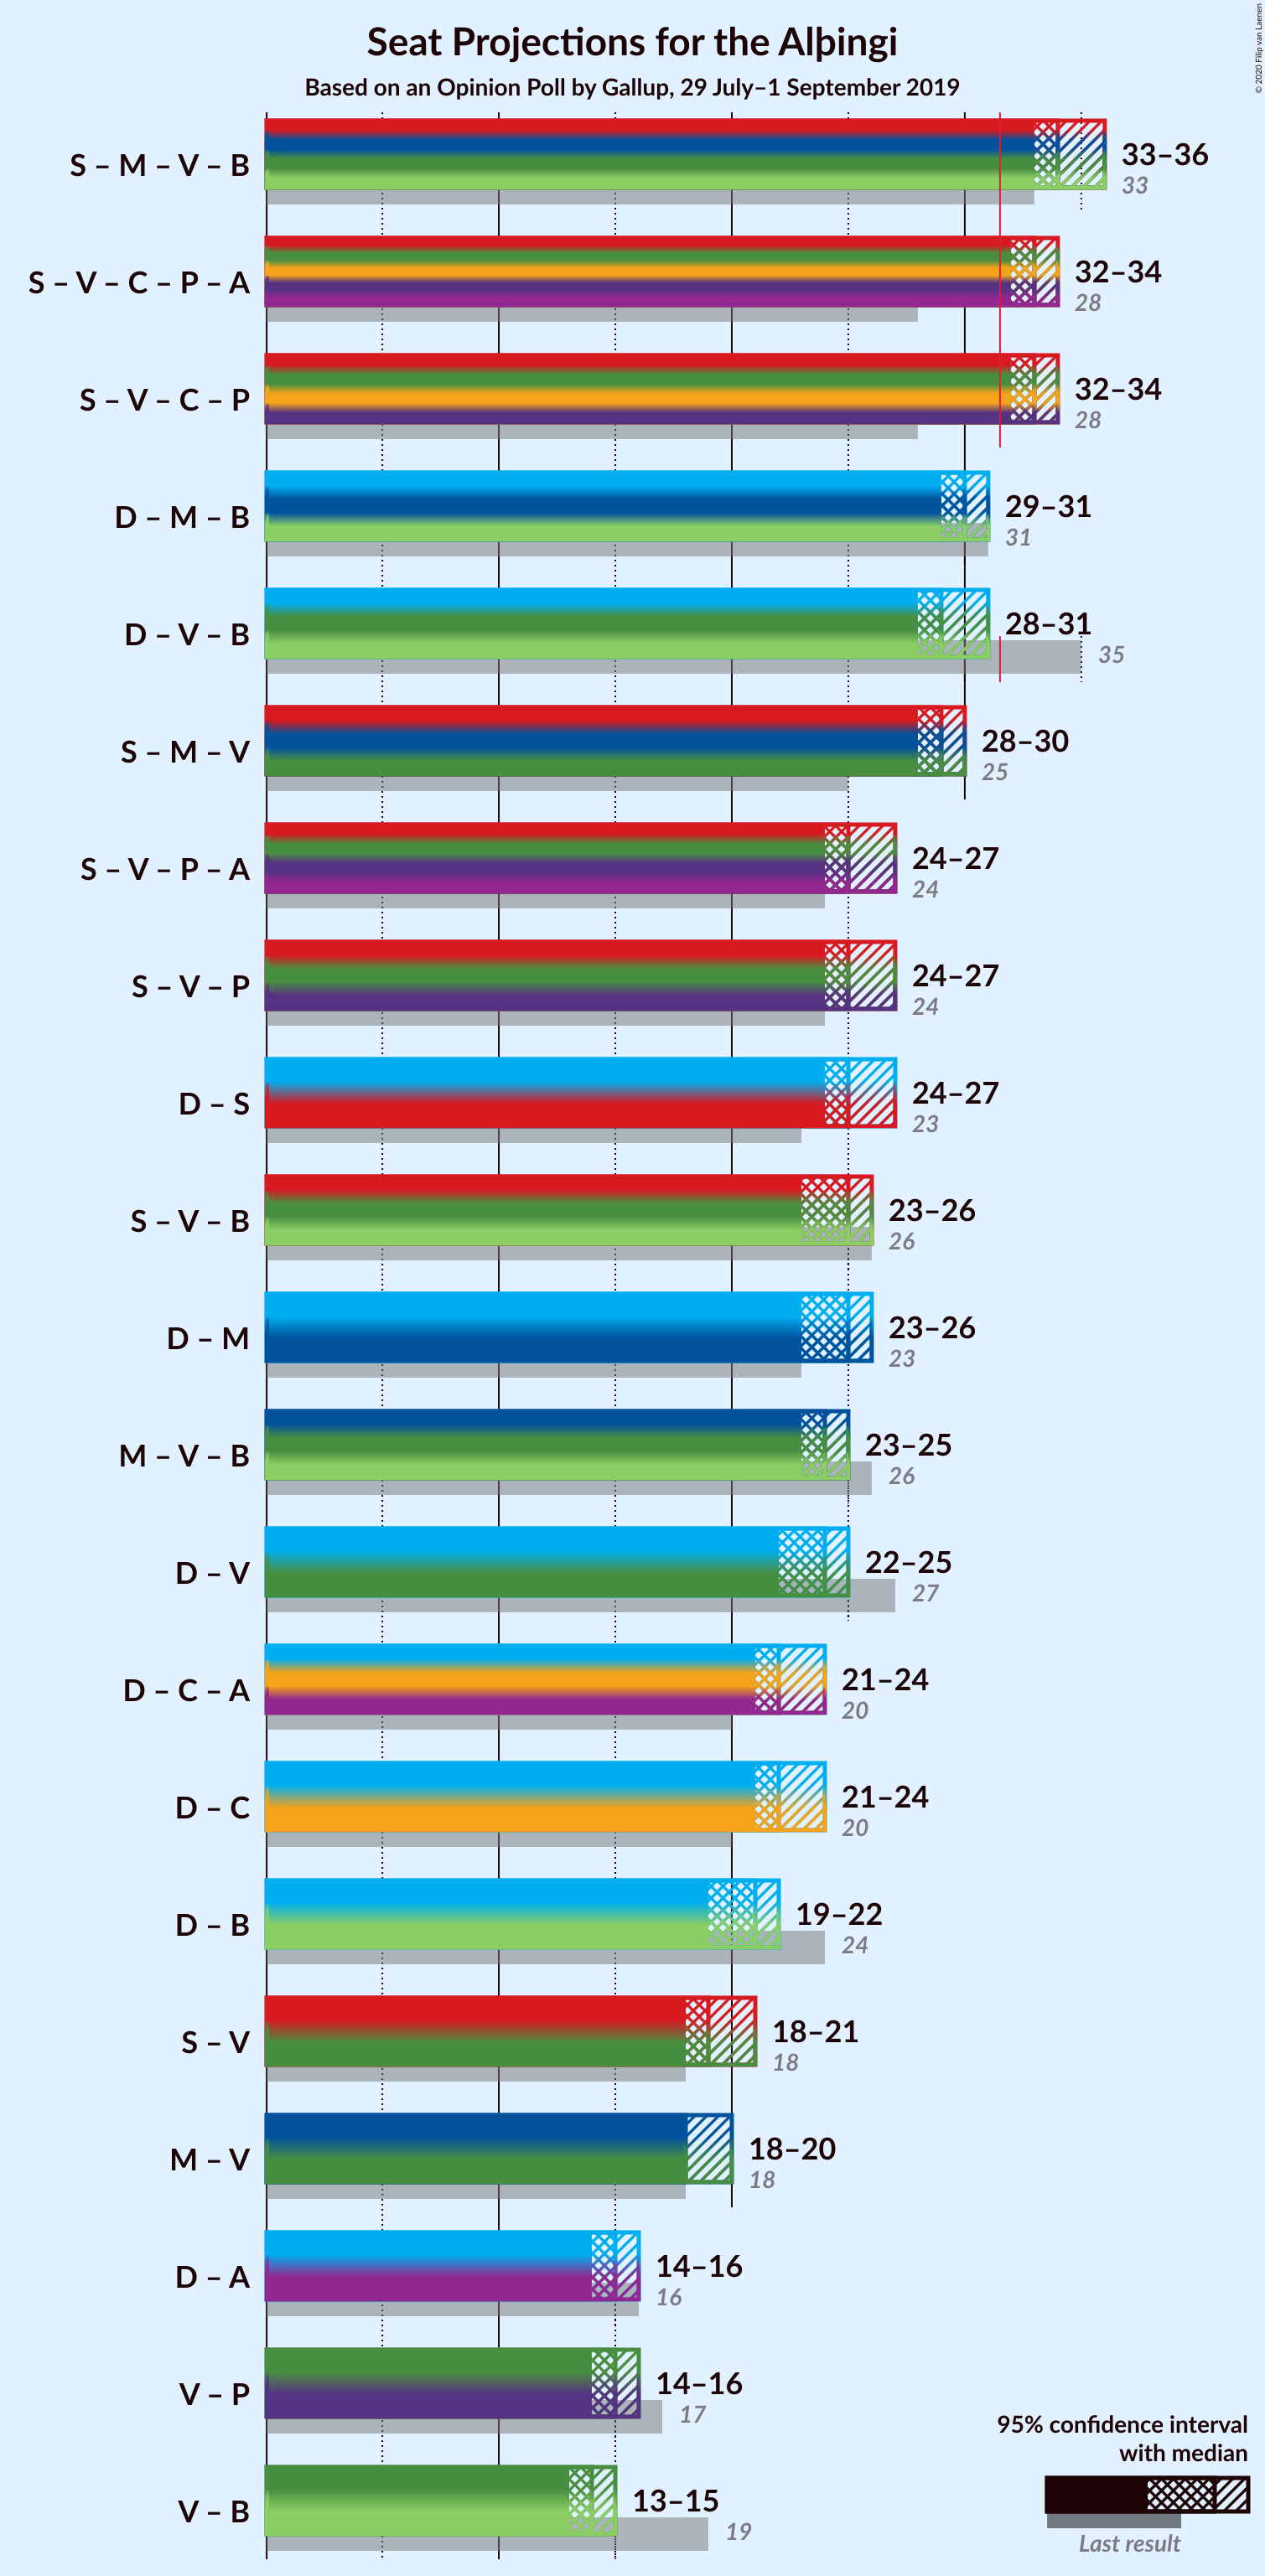 Seat Projections for the Alþingi
Based on an Opinion Poll by Gallup, 29 July–1 September 2019
© 2020 Filip van Laenen
S – M – V – B
33–36
33
S – V – C – P – A
32–34
28
S – V – C – P
32–34
28
D – M – B
29–31
31
D – V – B
28–31
35
S – M – V
28–30
25
S – V – P – A
24–27
24
S – V – P
24–27
24
D – S
24–27
23
S – V – B
23–26
26
D – M
23–26
23
M – V – B
23–25
26
D – V
22–25
27
D – C – A
21–24
20
D – C
21–24
20
D – B
19–22
24
S – V
18–21
18
M – V
18–20
18
D – A
14–16
16
V – P
14–16
17
V – B
13–15
19
95% confidence interval
with median
Last result